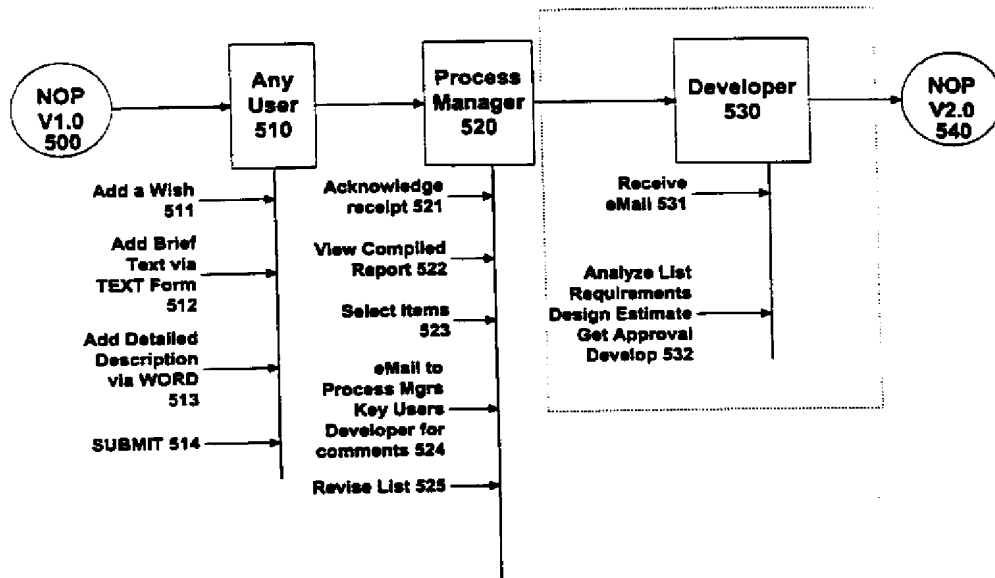 NOP
V1.0
500
Any
User
510
Process
Manager
520
Developer
530
NOP
V2.0
540
Add a Wish
511
Add Brief
Text via
TEXT Form
512
Add Detailed
Description
via WORD
513
SUBMIT 514
Acknowledge
receipt 521
View Compiled
Report 522
Select Items
523
eMail to
Process Mgrs
Key Users
Developer for
comments 524
Revise List 525
Receive
eMail 531
Analyze List
Requirements
Design Estimate
Get Approval
Develop 532